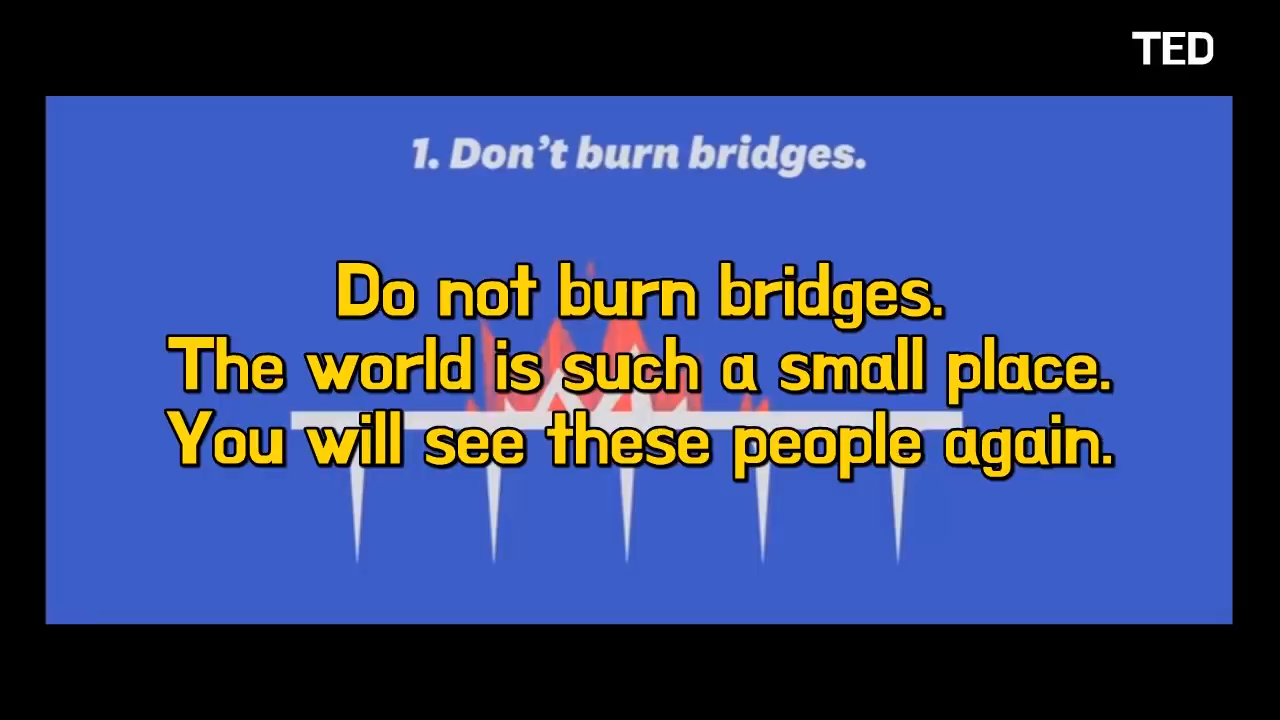 TED
1. Don't burn bridges.
Do not burn bridges.
The world is such a small place.
You will see these people again.